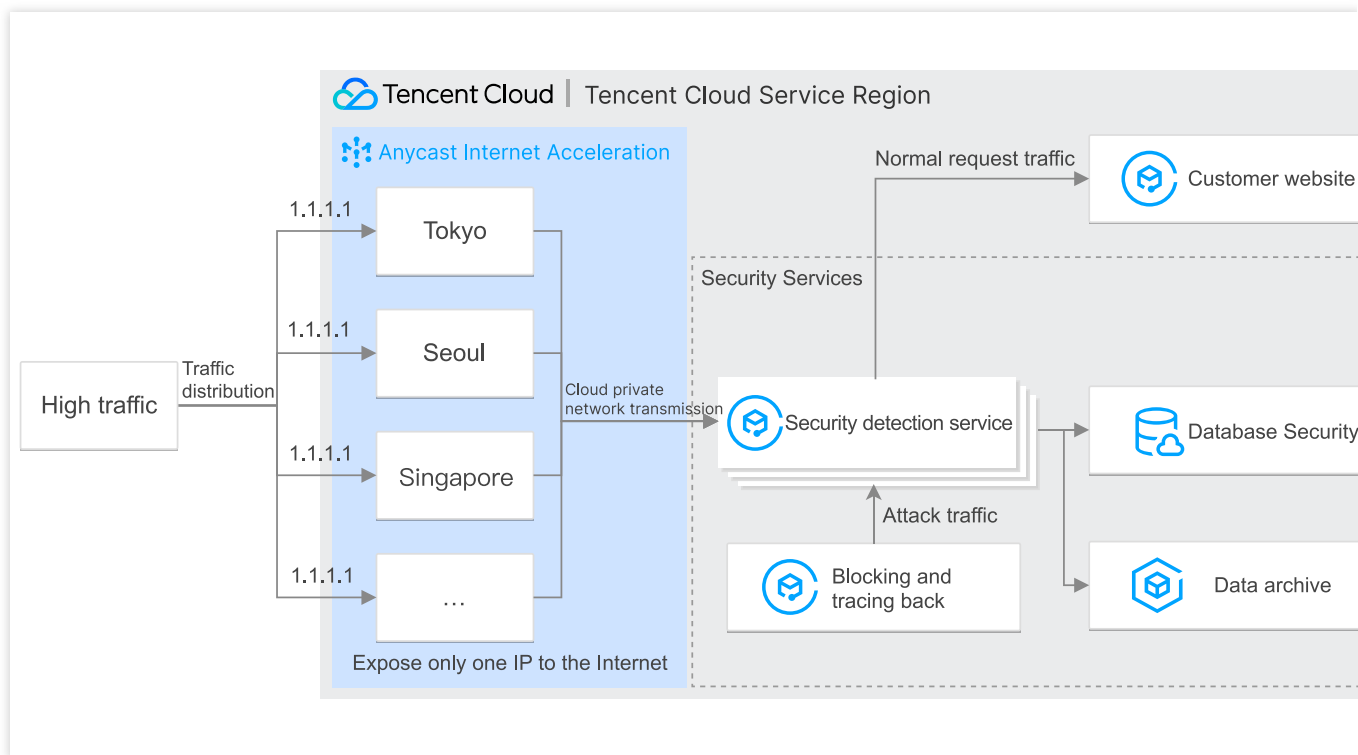 Tencent Cloud | Tencent Cloud Service Region
Anycast Internet Acceleration
1.1.1.1
Tokyo
1.1.1.1
Seoul
1.1.1.1
Singapore
1.1.1.1
...
Expose only one IP to the Internet
High traffic
Traffic
distribution
Cloud private
network transmission
Normal request traffic
Customer website
Security Services
Security detection service
Database Security
Attack traffic
Blocking and
tracing back
Data archive